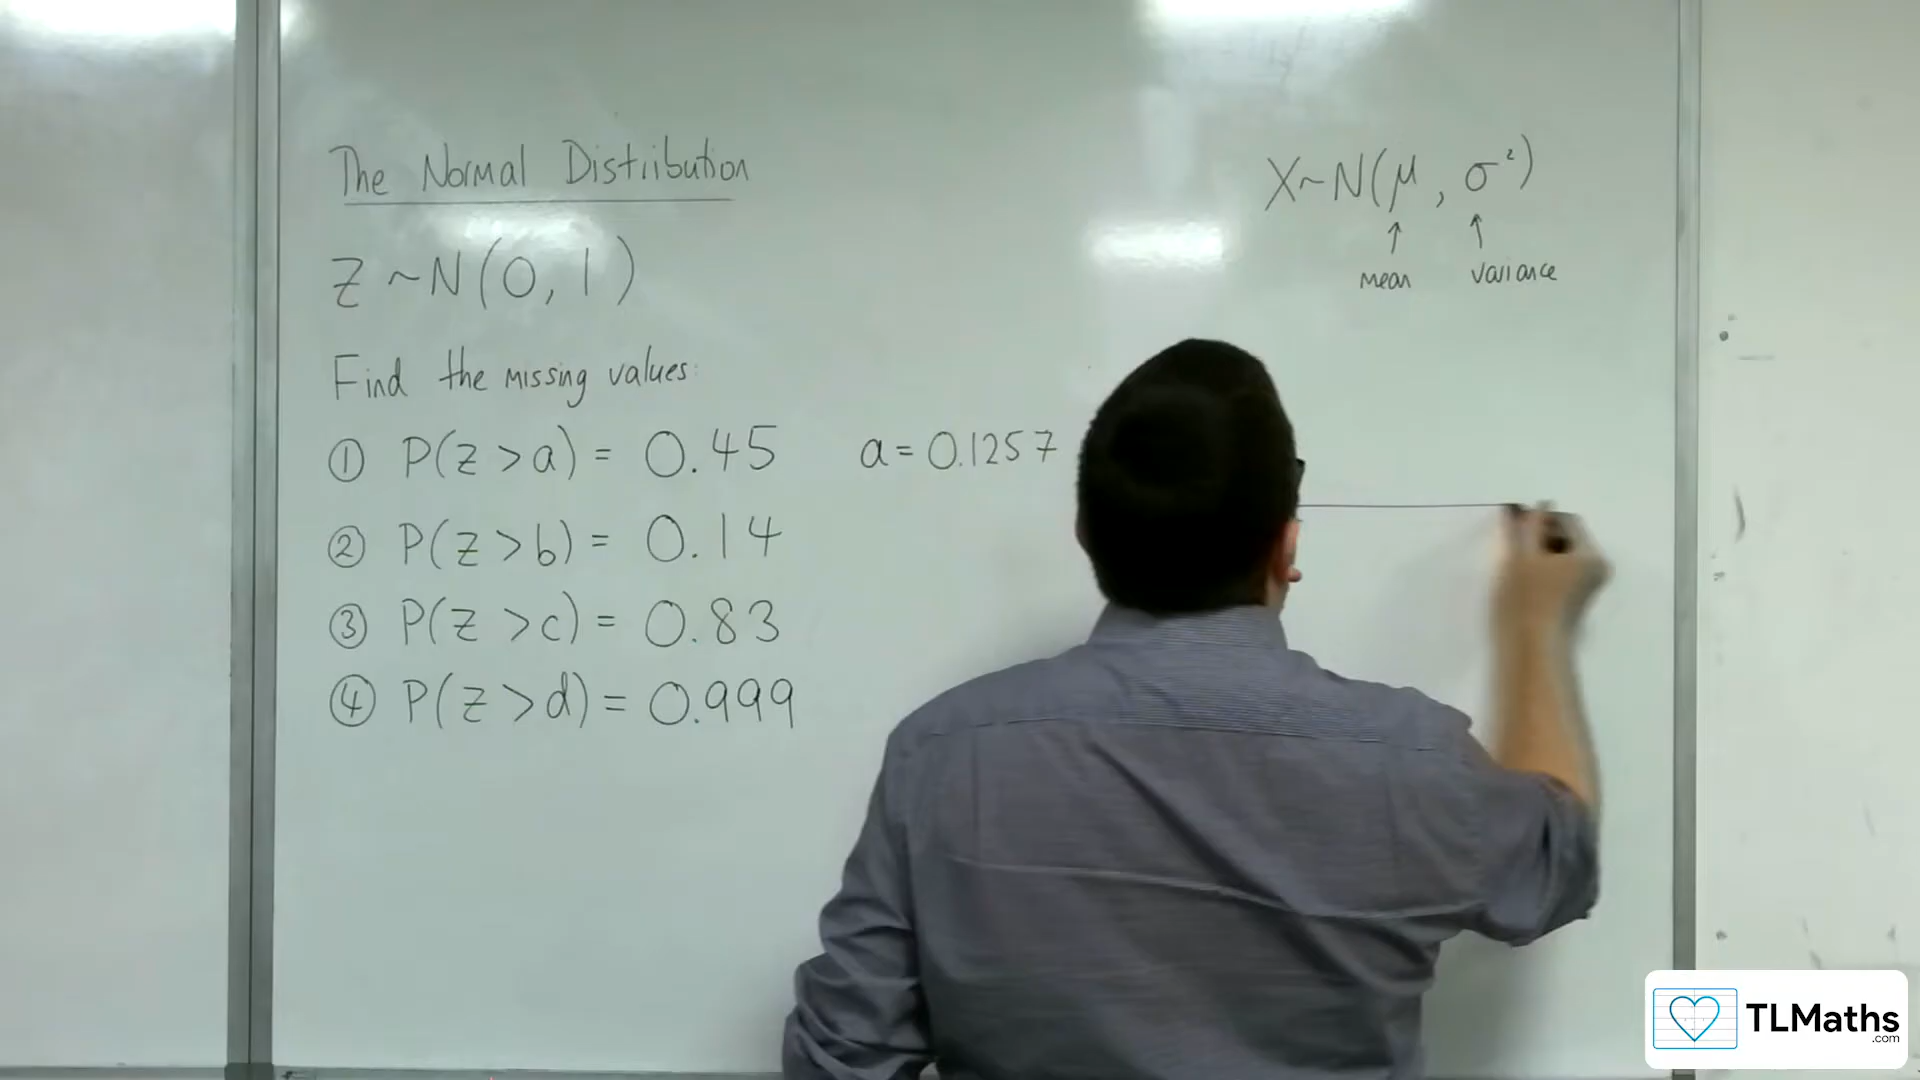 The Normal Distribution
Z ~ N(0, 1)
Find the missing values:
① P(Z > a) = 0.45 a = 0.1257
② P(Z > b) = 0.14
③ P(Z > c) = 0.83
④ P(Z > d) = 0.999
X ~ N(μ, σ²)
↑ ↑
mean variance
TLMaths
.com